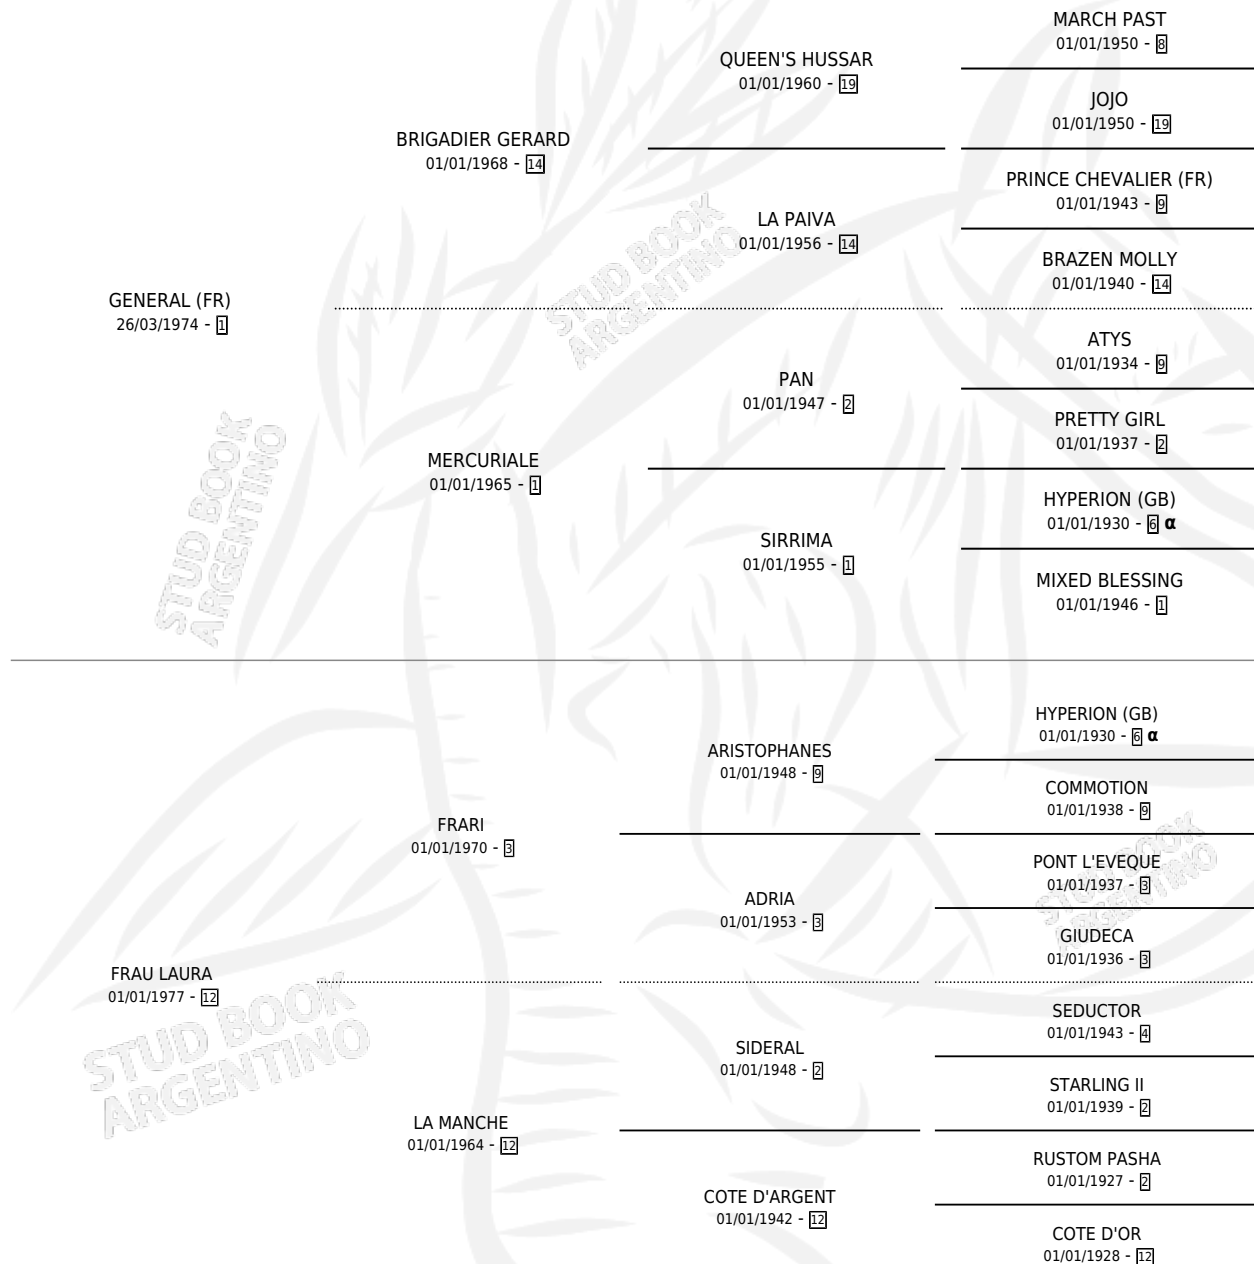 MARCH PAST
01/01/1950 - 8
QUEEN'S HUSSAR
01/01/1960 - 19
JOJO
01/01/1950 - 19
BRIGADIER GERARD
01/01/1968 - 14
PRINCE CHEVALIER (FR)
01/01/1943 - 9
LA PAIVA
01/01/1956 - 14
BRAZEN MOLLY
01/01/1940 - 14
STUD BOOK
ARGENTINO
GENERAL (FR)
26/03/1974 - 1
ATYS
01/01/1934 - 9
PAN
01/01/1947 - 2
PRETTY GIRL
01/01/1937 - 2
STUD BOOK
ARGENTINO
MERCURIALE
01/01/1965 - 1
HYPERION (GB)
01/01/1930 - 6 α
SIRRIMA
01/01/1955 - 1
MIXED BLESSING
01/01/1946 - 1
HYPERION (GB)
01/01/1930 - 6 α
ARISTOPHANES
01/01/1948 - 9
COMMOTION
01/01/1938 - 9
FRARI
01/01/1970 - 3
STUD BOOK
ARGENTINO
PONT L'EVEQUE
01/01/1937 - 3
ADRIA
01/01/1953 - 3
GIUDECA
01/01/1936 - 3
FRAU LAURA
01/01/1977 - 12
STUD BOOK
ARGENTINO
SEDUCTOR
01/01/1943 - 4
SIDERAL
01/01/1948 - 2
STARLING II
01/01/1939 - 2
LA MANCHE
01/01/1964 - 12
RUSTOM PASHA
01/01/1927 - 2
COTE D'ARGENT
01/01/1942 - 12
COTE D'OR
01/01/1928 - 12